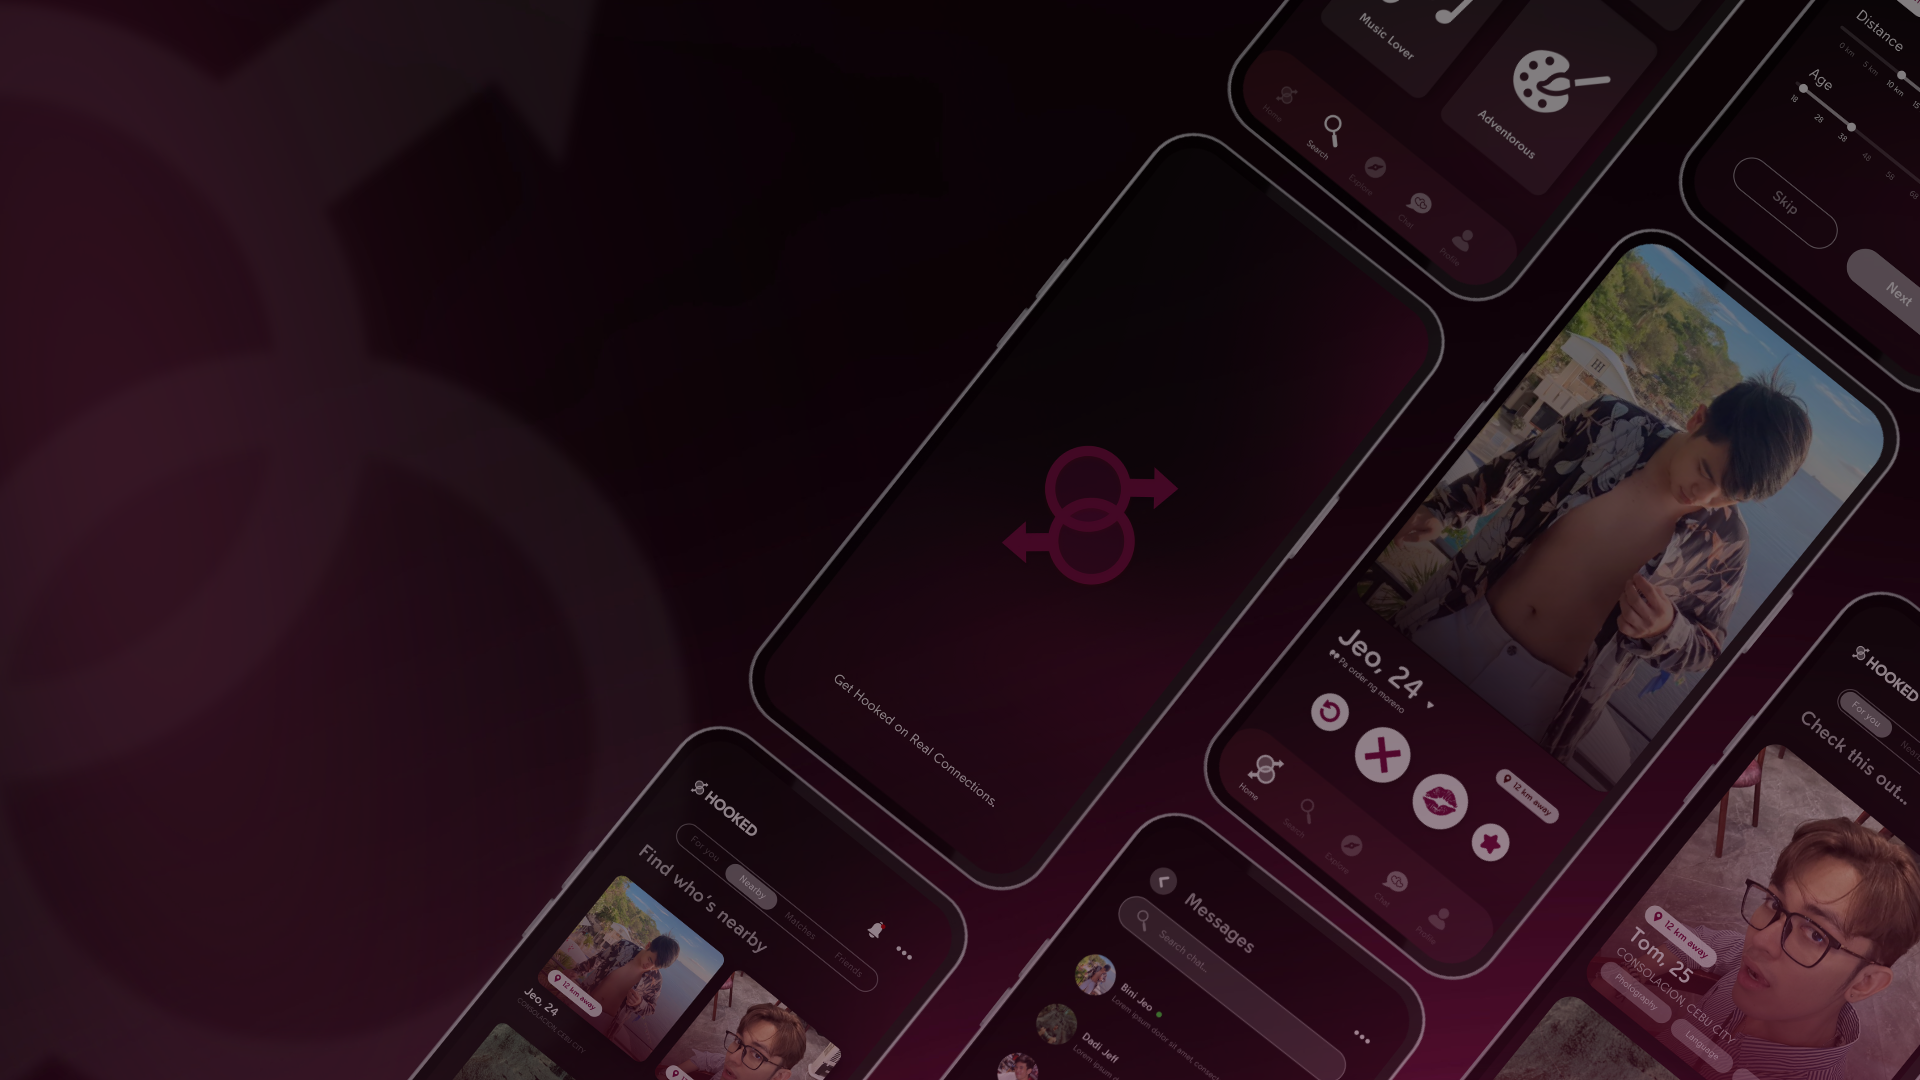 Music Lover
Adventorous
Home
Search
Explore
Chat
Profile
Distance
0 km
5 km
10 km
15
Age
18
28
38
48
58
68
Skip
Next
Get Hooked on Real Connections.
Jeo, 24
Pa order ng moreno
12 km away
Home
Search
Explore
Chat
Profile
HOOKED
For you
Nearby
Matches
Friends
Find who's nearby
12 km away
Jeo, 24
CONSOLACION, CEBU CITY
Messages
Search chat...
Bini Jeo
Lorem ipsum dolor sit amet, consect
Dadi Jeff
Lorem ipsum
HOOKED
For you
Near
Check this out...
12 km away
Tom, 25
CONSOLACION, CEBU CITY
Photography
Language